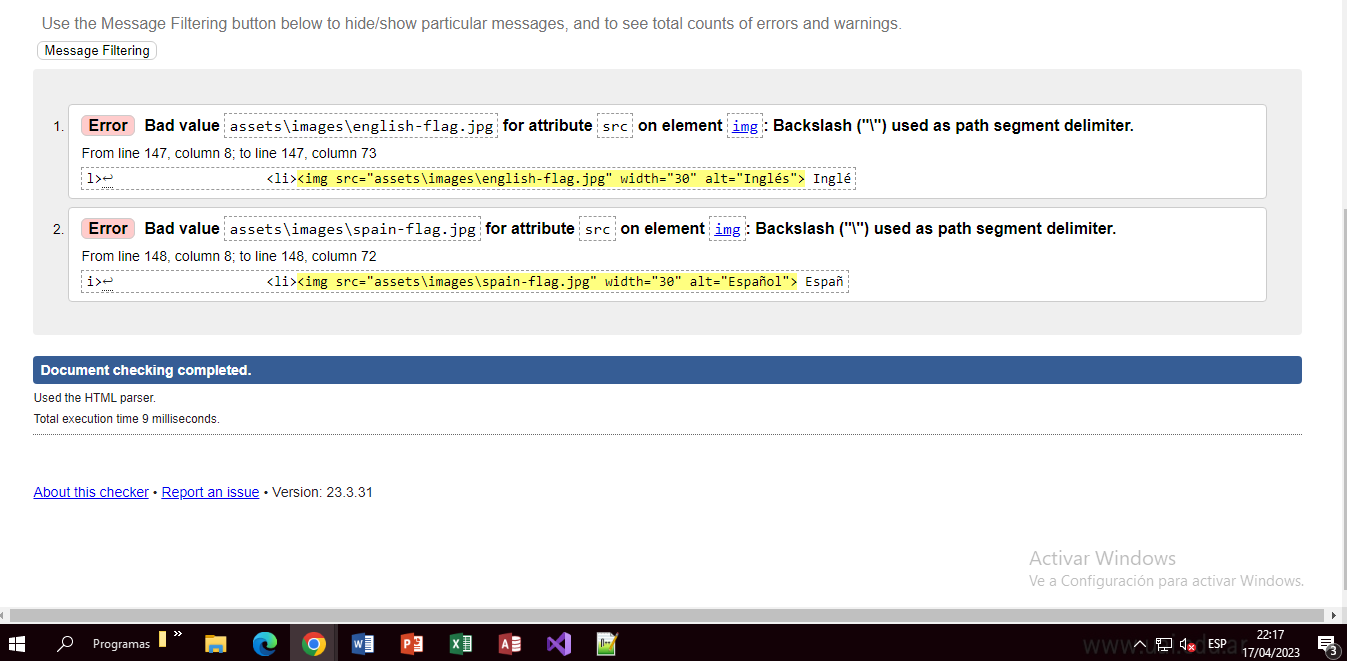 Use the Message Filtering button below to hide/show particular messages, and to see total counts of errors and warnings.
Message Filtering
1. Error Bad value assets\images\english-flag.jpg for attribute src on element img: Backslash ("\") used as path segment delimiter.
From line 147, column 8; to line 147, column 73
l>↩ <li><img src="assets\images\english-flag.jpg" width="30" alt="Inglés"> Inglé
2. Error Bad value assets\images\spain-flag.jpg for attribute src on element img: Backslash ("\") used as path segment delimiter.
From line 148, column 8; to line 148, column 72
i>↩ <li><img src="assets\images\spain-flag.jpg" width="30" alt="Español"> Españ
Document checking completed.
Used the HTML parser.
Total execution time 9 milliseconds.
About this checker • Report an issue • Version: 23.3.31
Activar Windows
Ve a Configuración para activar Windows.
Programas » ESP 22:17
17/04/2023 3